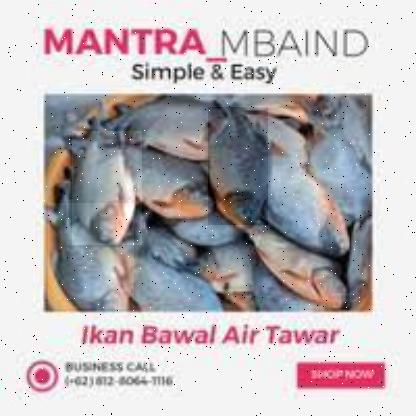 MANTRA_MBAIND
Simple & Easy
Ikan Bawal Air Tawar
BUSINESS CALL
(+62) 812-8064-1116
SHOP NOW